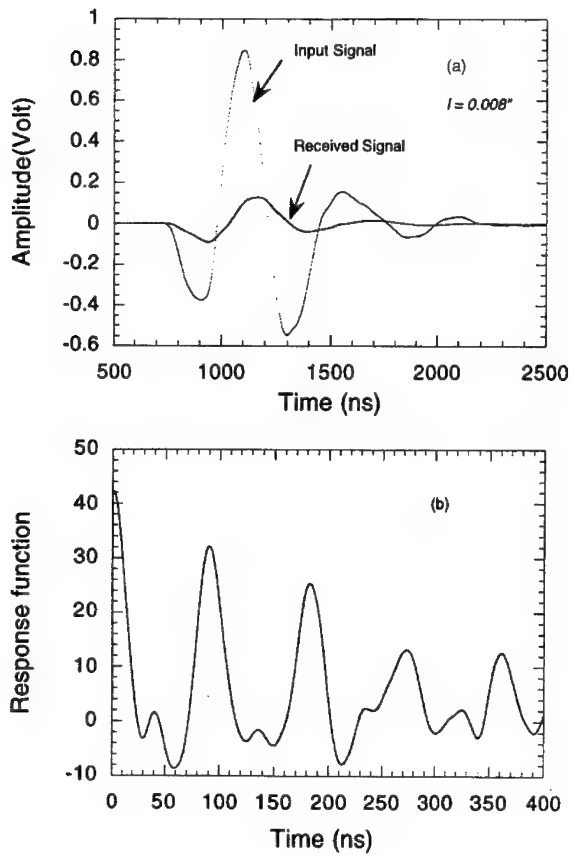 1
0.8
0.6
0.4
0.2
0
-0.2
-0.4
-0.6
Amplitude(Volt)
Input Signal
(a)
l = 0.008"
Received Signal
500 1000 1500 2000 2500
Time (ns)
50
40
30
20
10
0
-10
Response function
(b)
0 50 100 150 200 250 300 350 400
Time (ns)